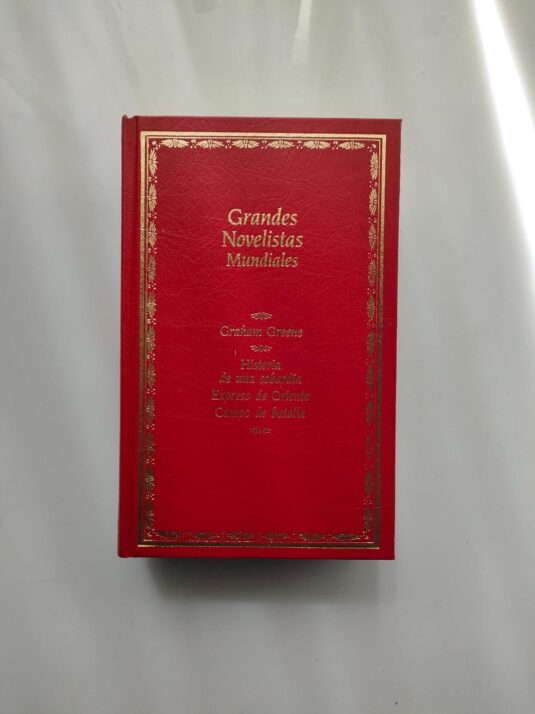 Grandes
Novelistas
Mundiales
Graham Greene
Historia
de una cobardía
Expreso de Oriente
Campo de batalla